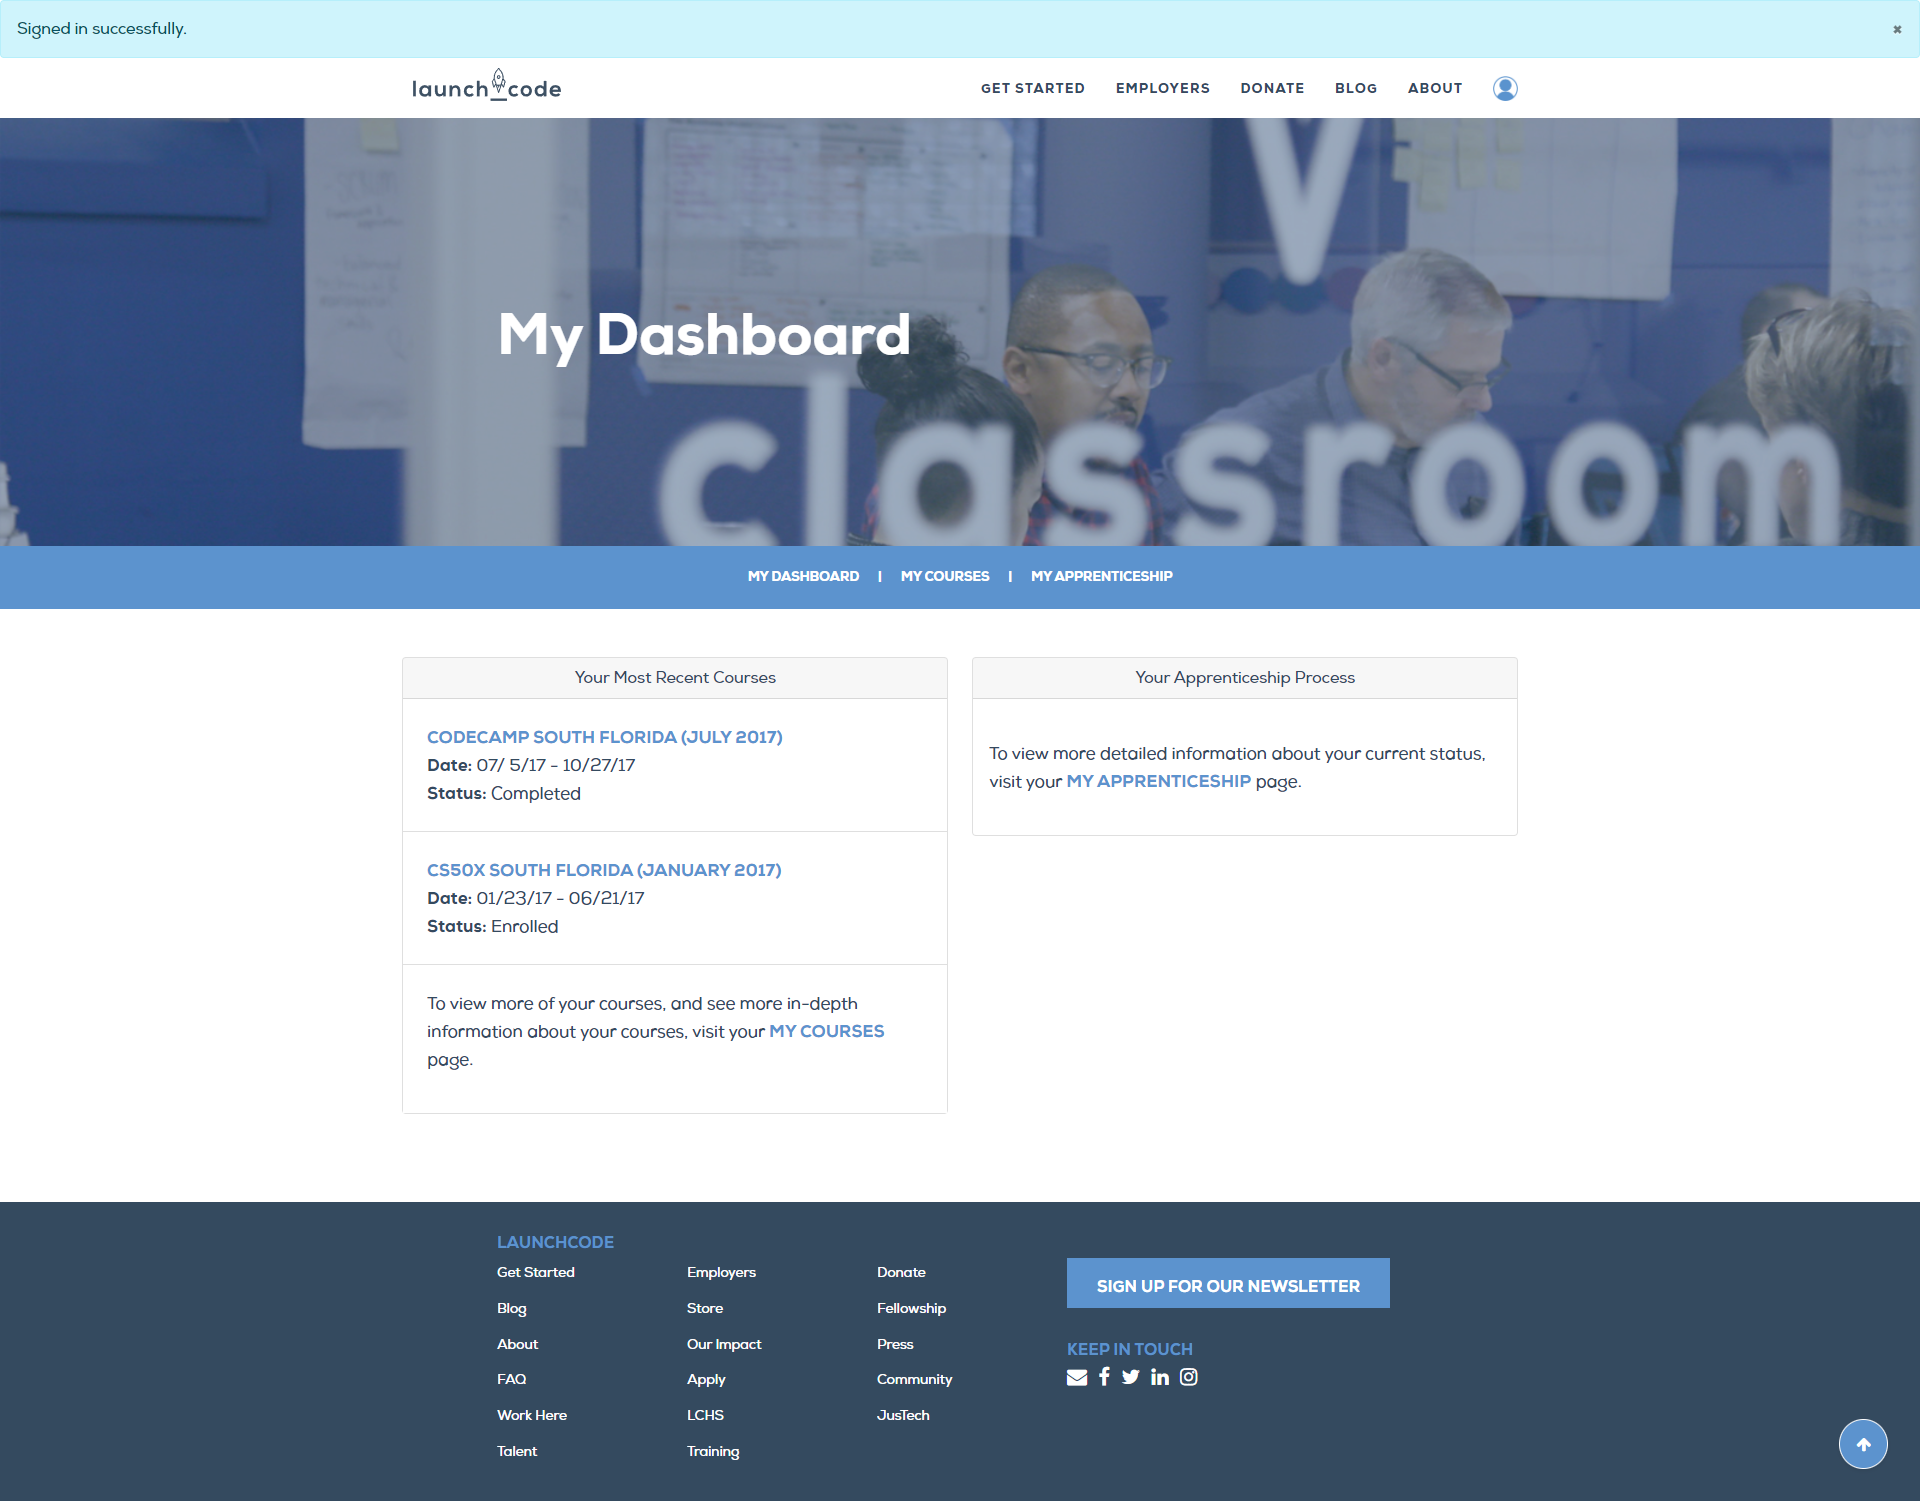 Signed in successfully.
×
launch_code
GET STARTED EMPLOYERS DONATE BLOG ABOUT
My Dashboard
classroom
MY DASHBOARD | MY COURSES | MY APPRENTICESHIP
Your Most Recent Courses
CODECAMP SOUTH FLORIDA (JULY 2017)
Date: 07/ 5/17 - 10/27/17
Status: Completed
CS50X SOUTH FLORIDA (JANUARY 2017)
Date: 01/23/17 - 06/21/17
Status: Enrolled
To view more of your courses, and see more in-depth
information about your courses, visit your MY COURSES
page.
Your Apprenticeship Process
To view more detailed information about your current status,
visit your MY APPRENTICESHIP page.
LAUNCHCODE
Get Started Employers Donate
Blog Store Fellowship
About Our Impact Press
FAQ Apply Community
Work Here LCHS JusTech
Talent Training
SIGN UP FOR OUR NEWSLETTER
KEEP IN TOUCH